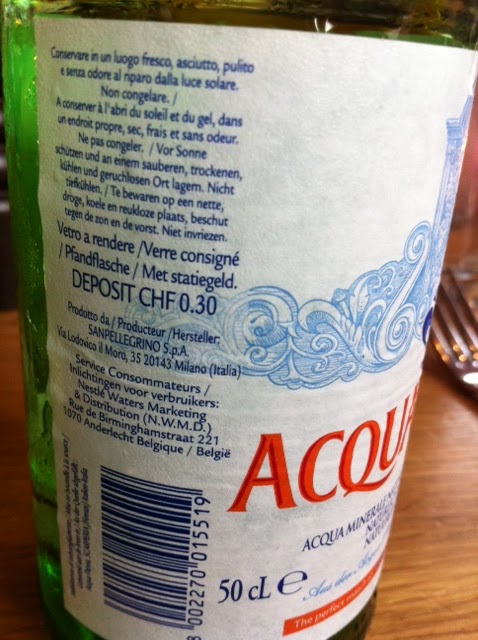 Conservare in un luogo fresco, asciutto, pulito
e senza odore al riparo dalla luce solare.
Non congelare. /
A conserver à l'abri du soleil et du gel, dans
un endroit propre, sec, frais et sans odeur.
Ne pas congeler. / Vor Sonne
schützen und an einem sauberen, trockenen,
kühlen und geruchlosen Ort lagern. Nicht
tiefkühlen. / Te bewaren op een nette,
droge, koele en reukloze plaats, beschut
tegen de zon en de vorst. Niet invriezen.
Vetro a rendere /Verre consigné
/ Pfandflasche / Met statiegeld.
DEPOSIT CHF 0.30
Prodotto da / Producteur /Hersteller:
SANPELLEGRINO S.p.A.
Via Lodovico il Moro, 35 20143 Milano (Italia)
Service Consommateurs /
Inlichtingen voor verbruikers:
Nestlé Waters Marketing
& Distribution (N.W.M.D.)
Rue de Birminghamstraat 221
1070 Anderlecht Belgique / België
8 002270 015519
50 cL e
ACQUA
ACQUA MINERALE
Aus der
The perfect